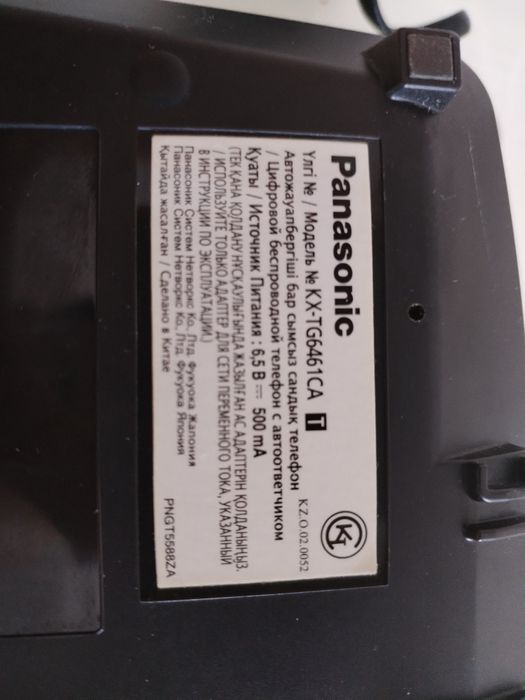 Panasonic
Үлгі № / Модель № KX-TG6461CA T
Автожауапбергіші бар сымсыз сандық телефон
/ Цифровой беспроводной телефон с автоответчиком
Қуаты / Источник Питания : 6,5 В ⎓ 500 mA
(ТЕК ҚАНА ҚОЛДАНУ НҰСҚАУЛЫҒЫНДА ЖАЗЫЛҒАН АС АДАПТЕРІН ҚОЛДАНЫҢЫЗ.
/ ИСПОЛЬЗУЙТЕ ТОЛЬКО АДАПТЕР ДЛЯ СЕТИ ПЕРЕМЕННОГО ТОКА, УКАЗАННЫЙ
В ИНСТРУКЦИИ ПО ЭКСПЛУАТАЦИИ.)
Панасоник Систем Нетворкс Ко. Лтд. Фукуока Жапония
Панасоник Систем Нетворкс Ко. Лтд. Фукуока Япония
Қытайда жасалған / Сделано в Китае
KZ.O.02.0052
PNGT5588ZA